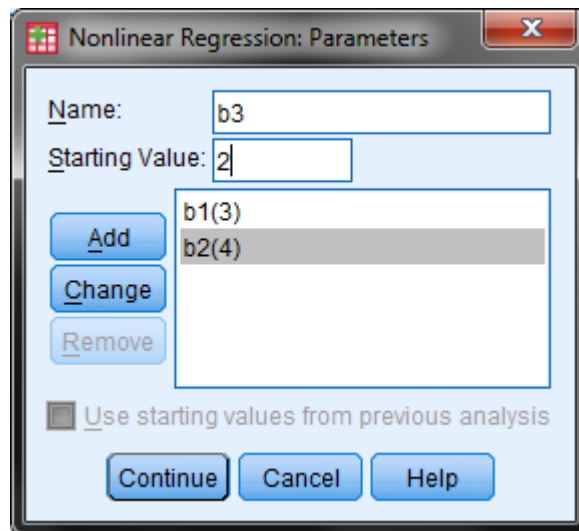 Nonlinear Regression: Parameters
Name: b3
Starting Value: 2
b1(3)
b2(4)
Add
Change
Remove
Use starting values from previous analysis
Continue Cancel Help